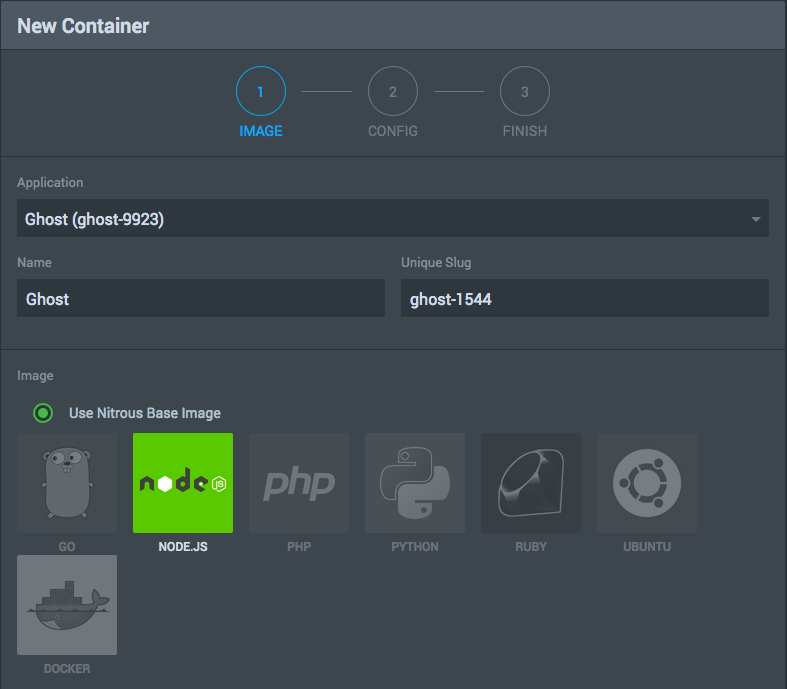 New Container
1
2
3
IMAGE
CONFIG
FINISH
Application
Ghost (ghost-9923)
Name
Unique Slug
Ghost
ghost-1544
Image
Use Nitrous Base Image
node JS
php
GO
NODE.JS
PHP
PYTHON
RUBY
UBUNTU
DOCKER